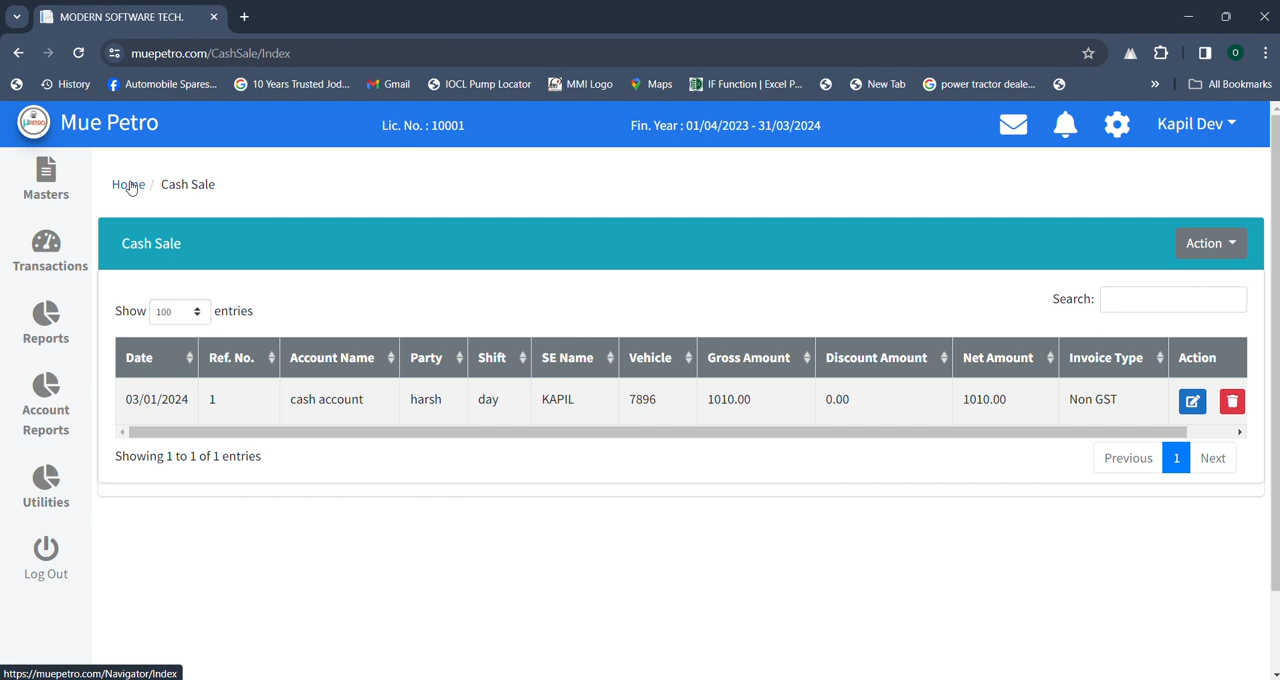 MODERN SOFTWARE TECH.
muepetro.com/CashSale/Index
O
History
Automobile Spares...
10 Years Trusted Jod...
Gmail
IOCL Pump Locator
MMI Logo
Maps
IF Function | Excel P...
New Tab
power tractor deale...
»
All Bookmarks
Mue Petro
Lic. No. : 10001
Fin. Year : 01/04/2023 - 31/03/2024
Kapil Dev
Masters
Transactions
Reports
Account
Reports
Utilities
Log Out
Home / Cash Sale
Cash Sale
Action
Show 100 entries
Search:
Date Ref. No. Account Name Party Shift SE Name Vehicle Gross Amount Discount Amount Net Amount Invoice Type Action
03/01/2024 1 cash account harsh day KAPIL 7896 1010.00 0.00 1010.00 Non GST
Showing 1 to 1 of 1 entries
Previous 1 Next
https://muepetro.com/Navigator/Index